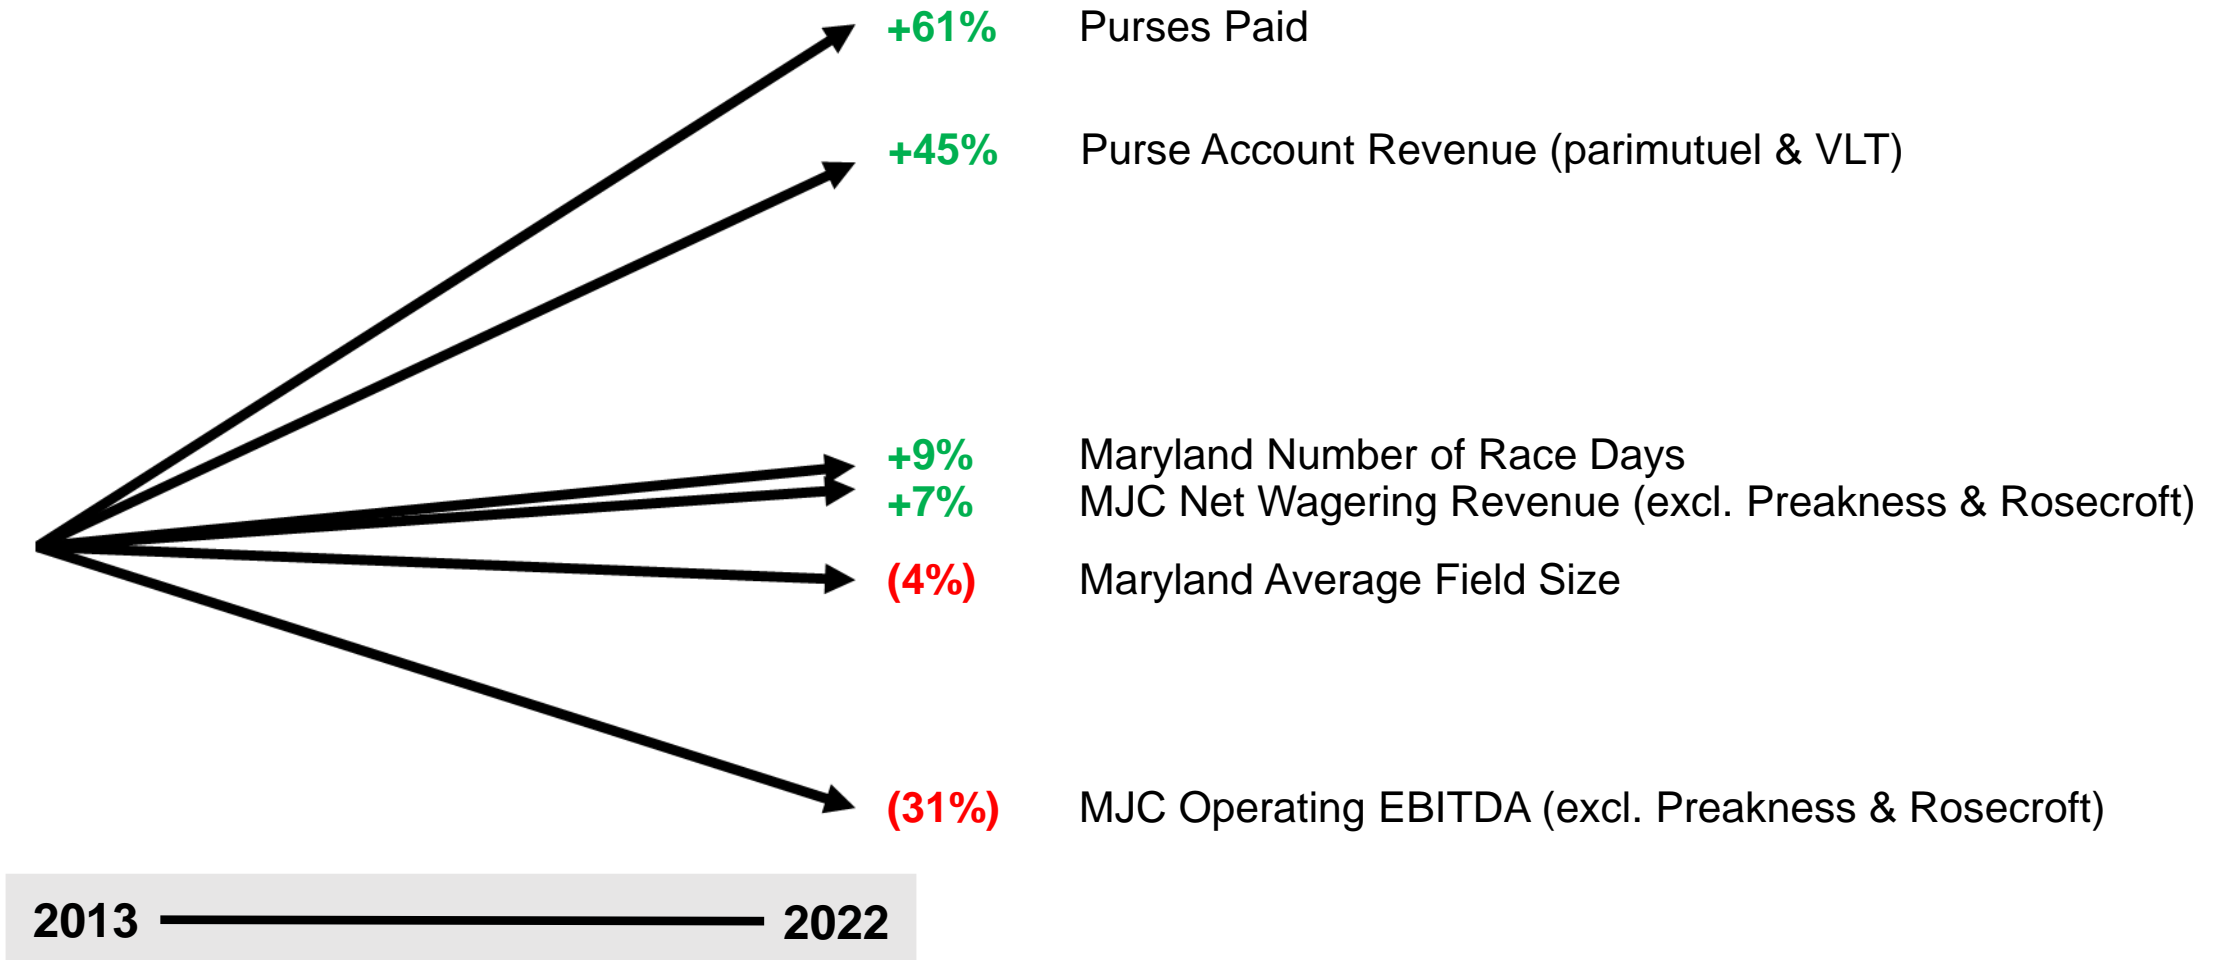 +61% Purses Paid
+45% Purse Account Revenue (parimutuel & VLT)
+9% Maryland Number of Race Days
+7% MJC Net Wagering Revenue (excl. Preakness & Rosecroft)
(4%) Maryland Average Field Size
(31%) MJC Operating EBITDA (excl. Preakness & Rosecroft)
2013 2022